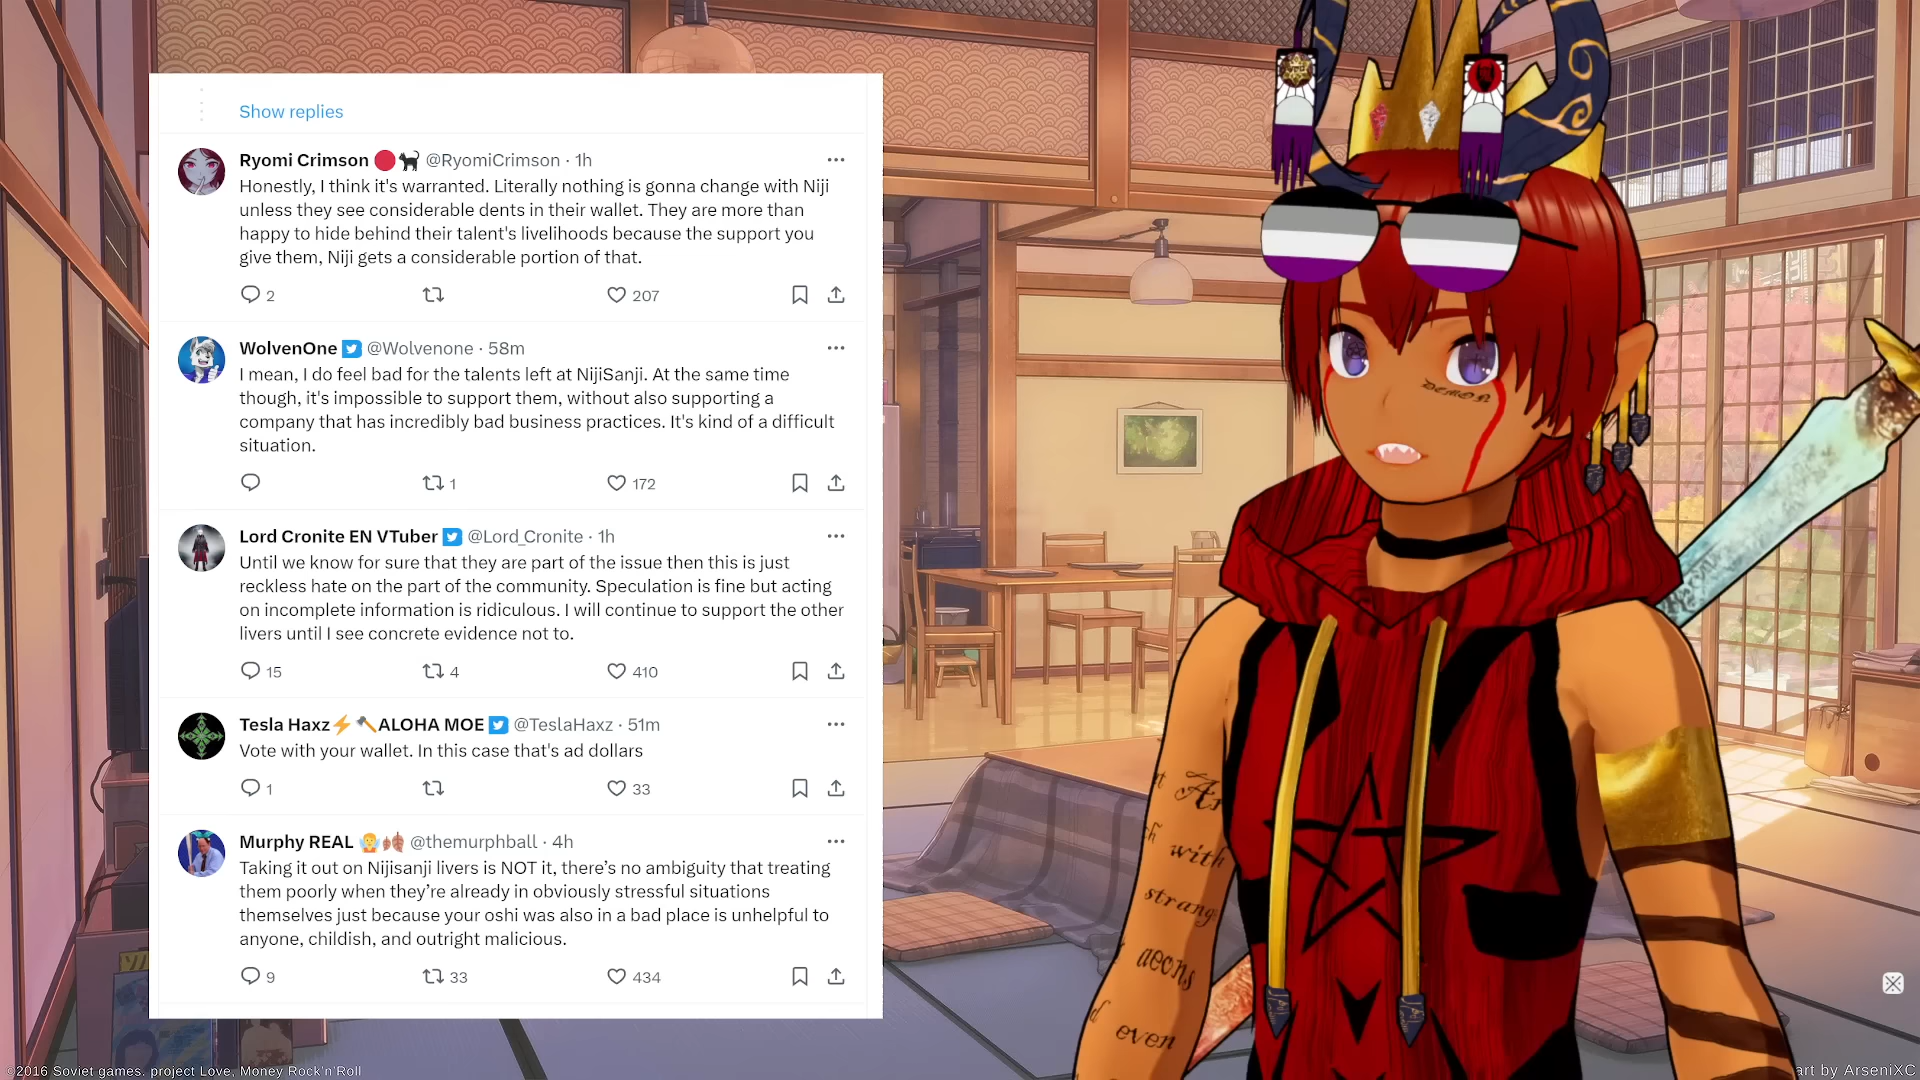 Show replies
Ryomi Crimson 🔴🐈‍⬛ @RyomiCrimson · 1h
Honestly, I think it's warranted. Literally nothing is gonna change with Niji
unless they see considerable dents in their wallet. They are more than
happy to hide behind their talent's livelihoods because the support you
give them, Niji gets a considerable portion of that.
2 207
WolvenOne @Wolvenone · 58m
I mean, I do feel bad for the talents left at NijiSanji. At the same time
though, it's impossible to support them, without also supporting a
company that has incredibly bad business practices. It's kind of a difficult
situation.
1 172
Lord Cronite EN VTuber @Lord_Cronite · 1h
Until we know for sure that they are part of the issue then this is just
reckless hate on the part of the community. Speculation is fine but acting
on incomplete information is ridiculous. I will continue to support the other
livers until I see concrete evidence not to.
15 4 410
Tesla Haxz⚡🪓ALOHA MOE @TeslaHaxz · 51m
Vote with your wallet. In this case that's ad dollars
1 33
Murphy REAL 🧚🫁 @themurphball · 4h
Taking it out on Nijisanji livers is NOT it, there's no ambiguity that treating
them poorly when they're already in obviously stressful situations
themselves just because your oshi was also in a bad place is unhelpful to
anyone, childish, and outright malicious.
9 33 434
DEMON
with
strang
aeons
even
©2016 Soviet games. project Love, Money Rock'n'Roll
art by ArseniXC